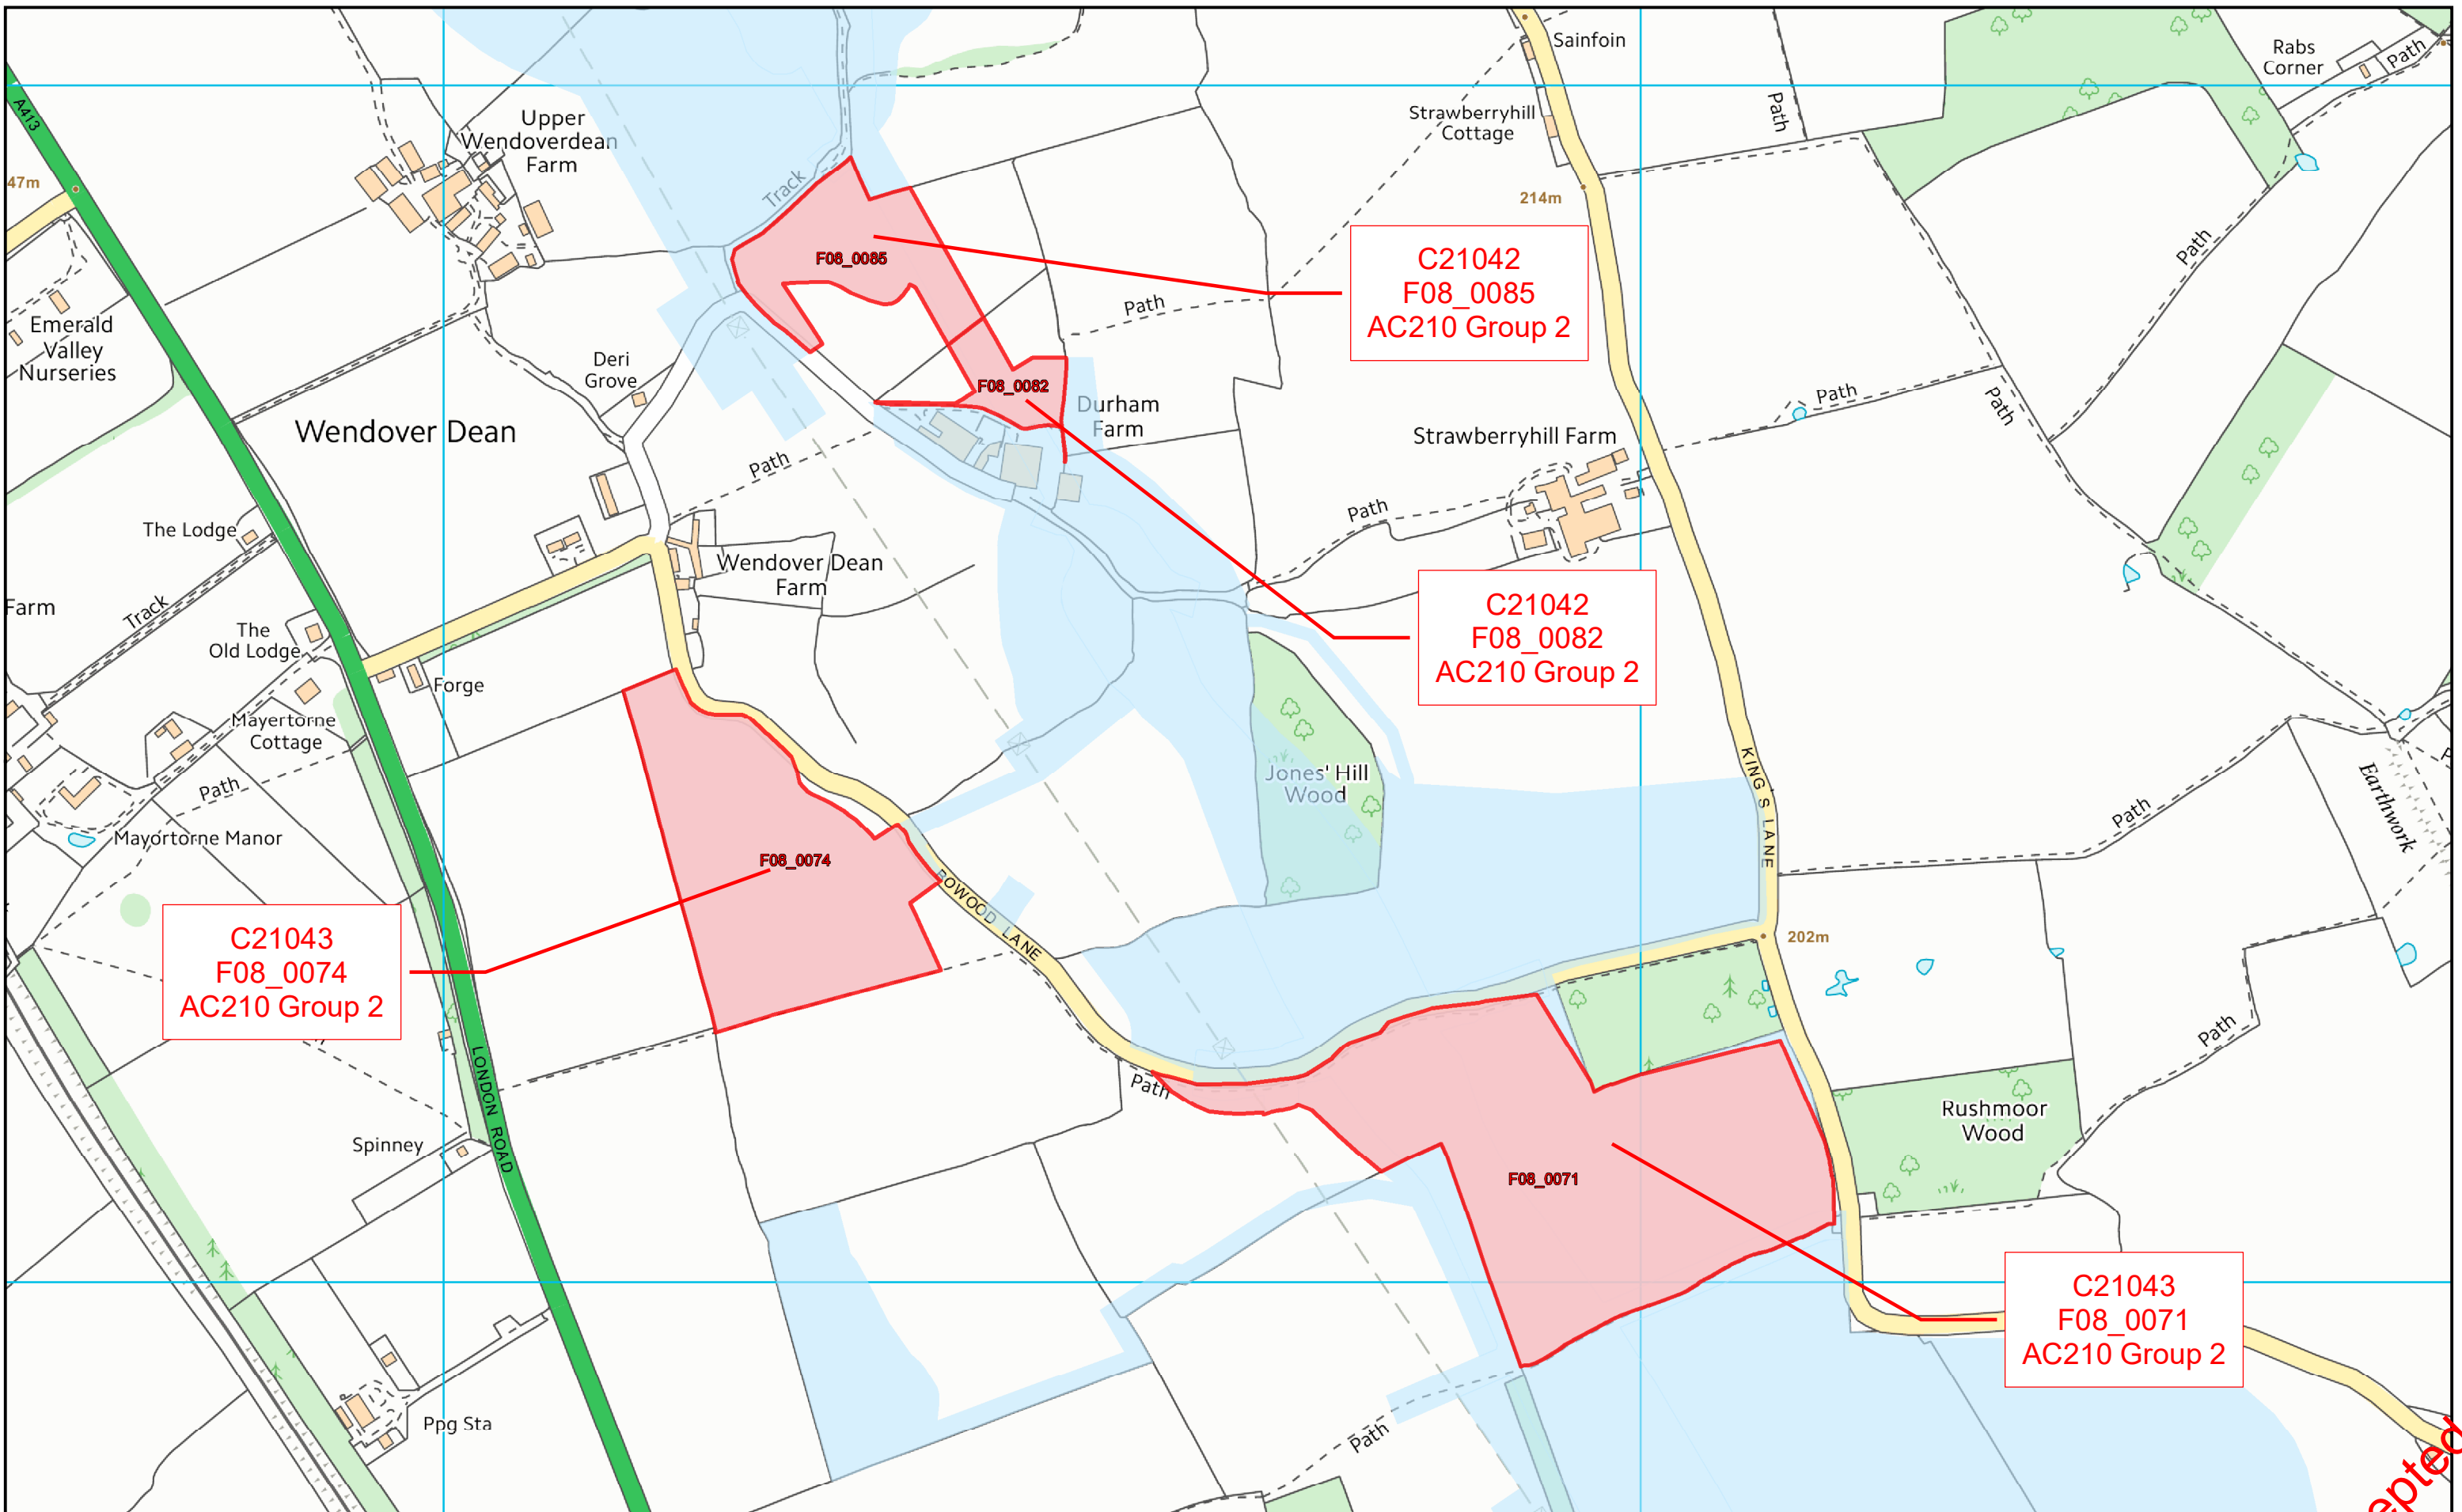 Sainfoin
Rabs
Corner
Path
A413
Upper
Wendoverdean
Farm
Strawberryhill
Cottage
Path
47m
Track
214m
Path
F08_0085
C21042
F08_0085
AC210 Group 2
Path
Emerald
Valley
Nurseries
Deri
Grove
F08_0082
Durham
Farm
Path
Path
Wendover Dean
Strawberryhill Farm
Path
Path
The Lodge
Wendover Dean
Farm
Farm
Track
C21042
F08_0082
AC210 Group 2
The
Old Lodge
Forge
Mayertorne
Cottage
Path
Jones' Hill
Wood
KING'S LANE
Earthwork
Path
Mayortorne Manor
F08_0074
BOWOOD LANE
C21043
F08_0074
AC210 Group 2
202m
Path
LONDON ROAD
Path
Rushmoor
Wood
Spinney
F08_0071
C21043
F08_0071
AC210 Group 2
Ppg Sta
Path